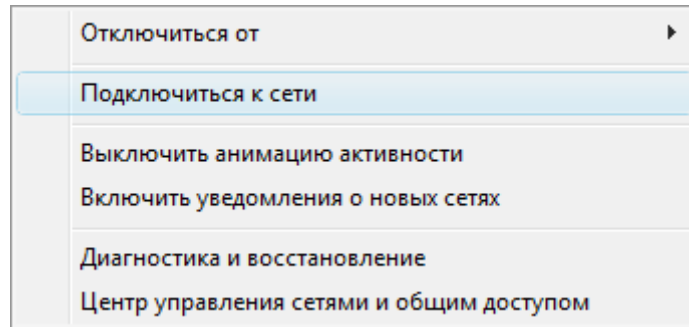 Отключиться от
Подключиться к сети
Выключить анимацию активности
Включить уведомления о новых сетях
Диагностика и восстановление
Центр управления сетями и общим доступом